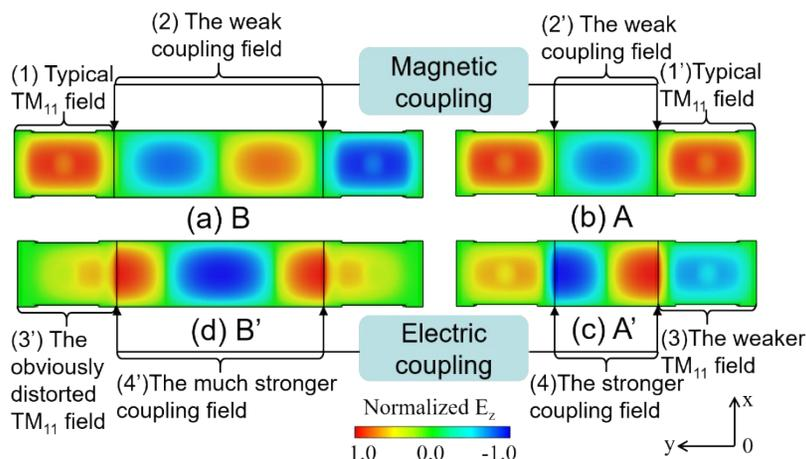 (2) The weak
coupling field
(2') The weak
coupling field
Magnetic
coupling
(1) Typical
TM11 field
(1')Typical
TM11 field
(a) B
(b) A
(d) B'
(c) A'
Electric
coupling
(3') The
obviously
distorted
TM11 field
(4')The much stronger
coupling field
(4)The stronger
coupling field
(3)The weaker
TM11 field
Normalized Ez
1.0 0.0 -1.0
x
y 0